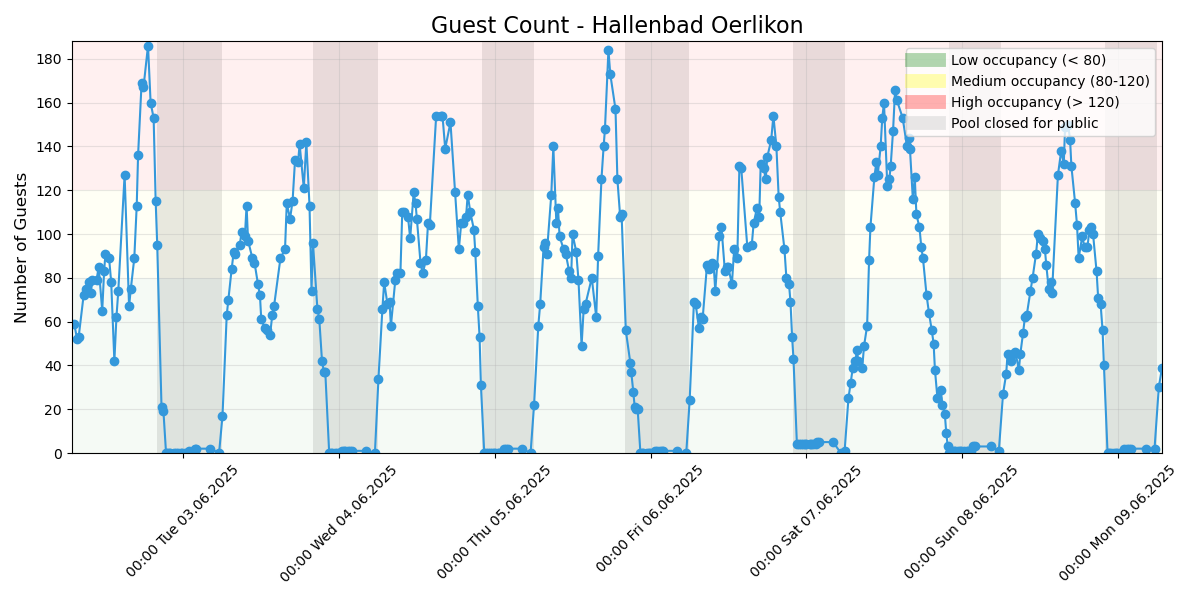 Guest Count - Hallenbad Oerlikon
Low occupancy (< 80)
Medium occupancy (80-120)
High occupancy (> 120)
Pool closed for public
Number of Guests
180
160
140
120
100
80
60
40
20
0
00:00 Tue 03.06.2025
00:00 Wed 04.06.2025
00:00 Thu 05.06.2025
00:00 Fri 06.06.2025
00:00 Sat 07.06.2025
00:00 Sun 08.06.2025
00:00 Mon 09.06.2025